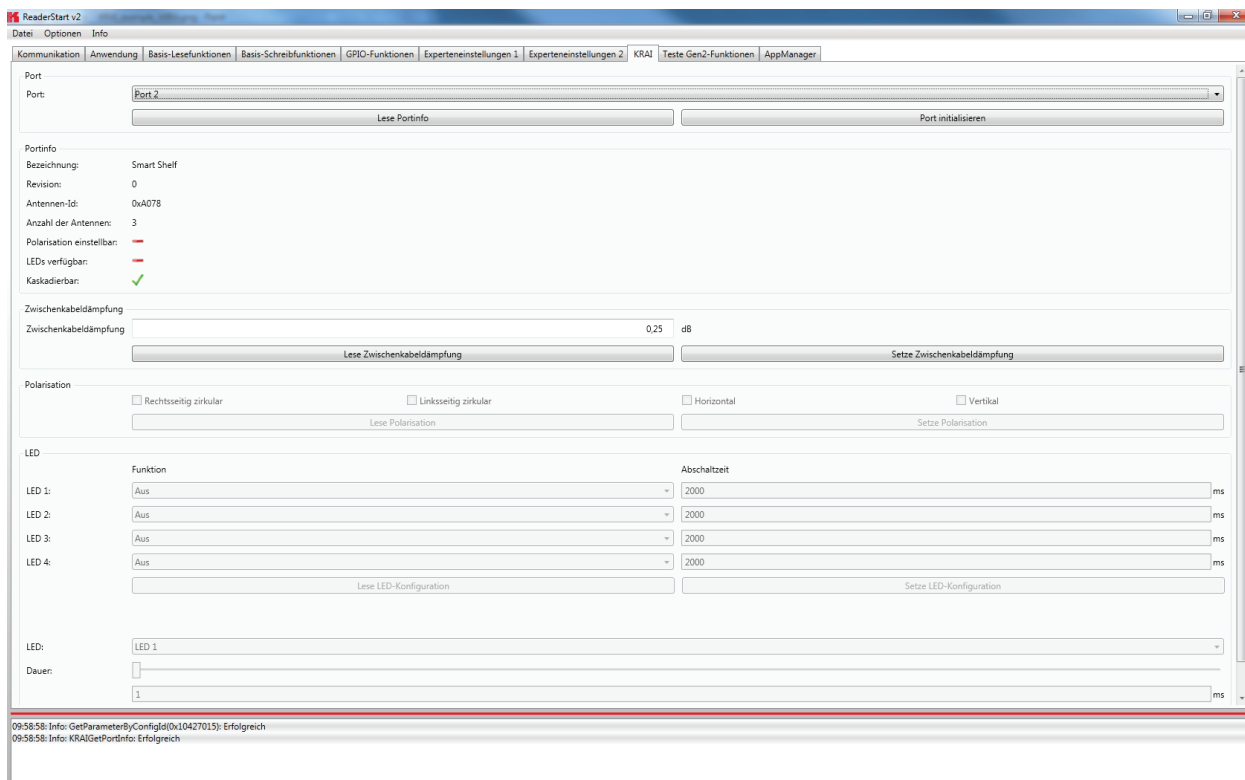 ReaderStart v2
Datei Optionen Info
Kommunikation Anwendung Basis-Lesefunktionen Basis-Schreibfunktionen GPIO-Funktionen Experteneinstellungen 1 Experteneinstellungen 2 KRAI Teste Gen2-Funktionen AppManager
Port
Port: Port 2
Lese Portinfo Port initialisieren
Portinfo
Bezeichnung: Smart Shelf
Revision: 0
Antennen-Id: 0xA078
Anzahl der Antennen: 3
Polarisation einstellbar:
LEDs verfügbar:
Kaskadierbar:
Zwischenkabeldämpfung
Zwischenkabeldämpfung 0,25 dB
Lese Zwischenkabeldämpfung Setze Zwischenkabeldämpfung
Polarisation
Rechtsseitig zirkular Linksseitig zirkular Horizontal Vertikal
Lese Polarisation Setze Polarisation
LED
Funktion Abschaltzeit
LED 1: Aus 2000 ms
LED 2: Aus 2000 ms
LED 3: Aus 2000 ms
LED 4: Aus 2000 ms
Lese LED-Konfiguration Setze LED-Konfiguration
LED: LED 1
Dauer:
1 ms
09:58:58: Info: GetParameterByConfigId(0x10427015): Erfolgreich
09:58:58: Info: KRAIGetPortInfo: Erfolgreich